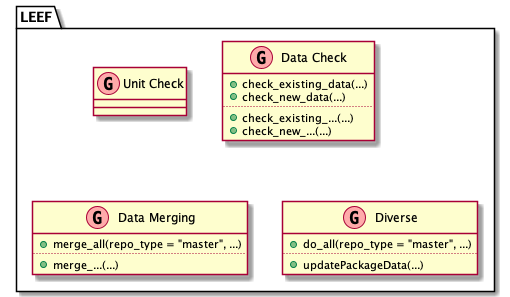 LEEF
G Unit Check
G Data Check
check_existing_data(...)
check_new_data(...)
check_existing_...(...)
check_new_...(...)
G Data Merging
merge_all(repo_type = "master", ...)
merge_...(...)
G Diverse
do_all(repo_type = "master", ...)
updatePackageData(...)